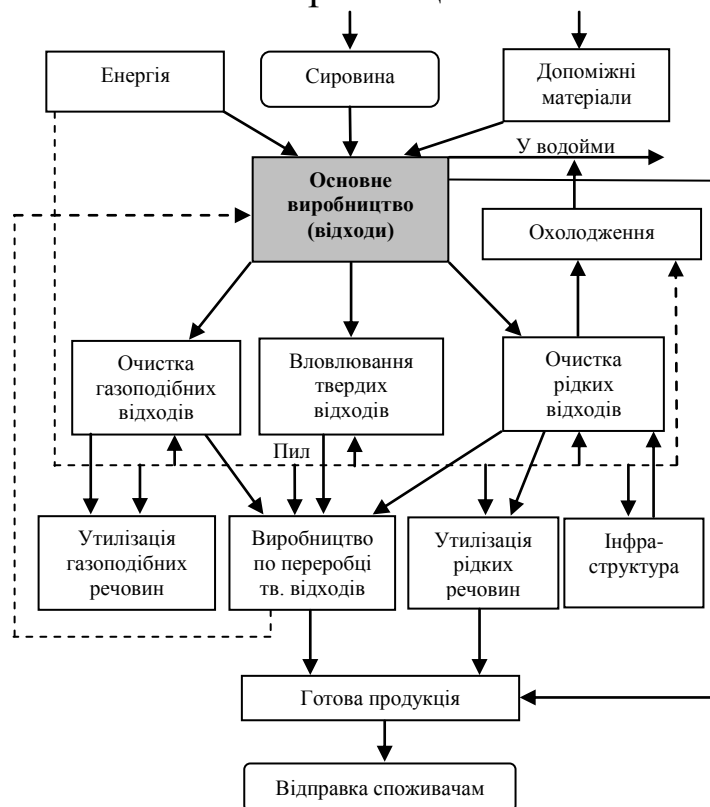 Енергія
Сировина
Допоміжні
матеріали
У водойми
Основне
виробництво
(відходи)
Охолодження
Очистка
газоподібних
відходів
Вловлювання
твердих
відходів
Очистка
рідких
відходів
Пил
Утилізація
газоподібних
речовин
Виробництво
по переробці
тв. відходів
Утилізація
рідких
речовин
Інфра-
структура
Готова продукція
Відправка споживачам